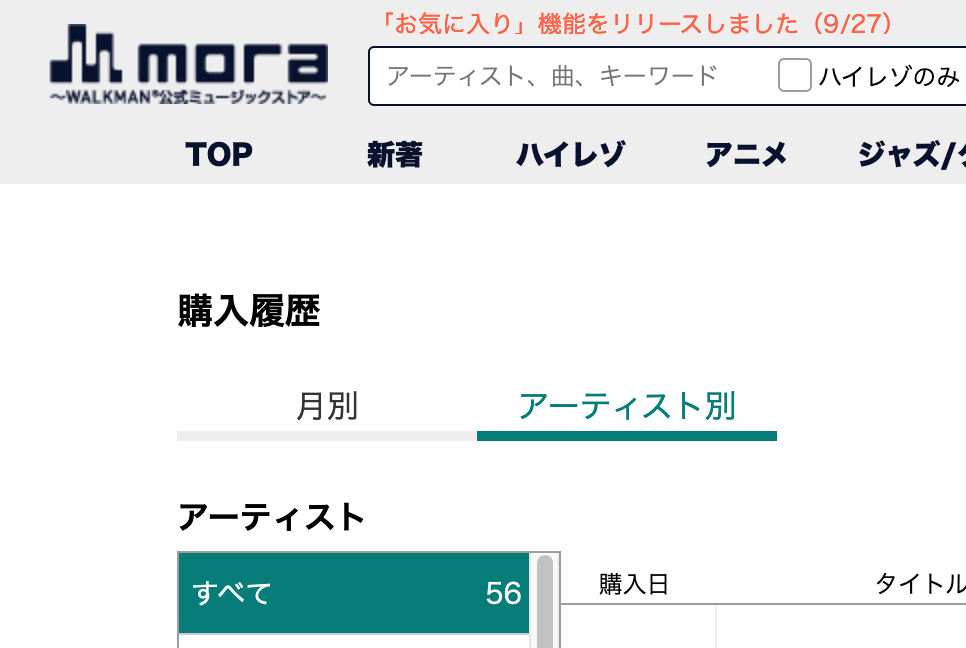 「お気に入り」機能をリリースしました（9/27）
mora
～WALKMAN®公式ミュージックストア～
アーティスト、曲、キーワード ハイレゾのみ
TOP 新着 ハイレゾ アニメ ジャズ/
購入履歴
月別 アーティスト別
アーティスト
すべて 56
購入日 タイトル